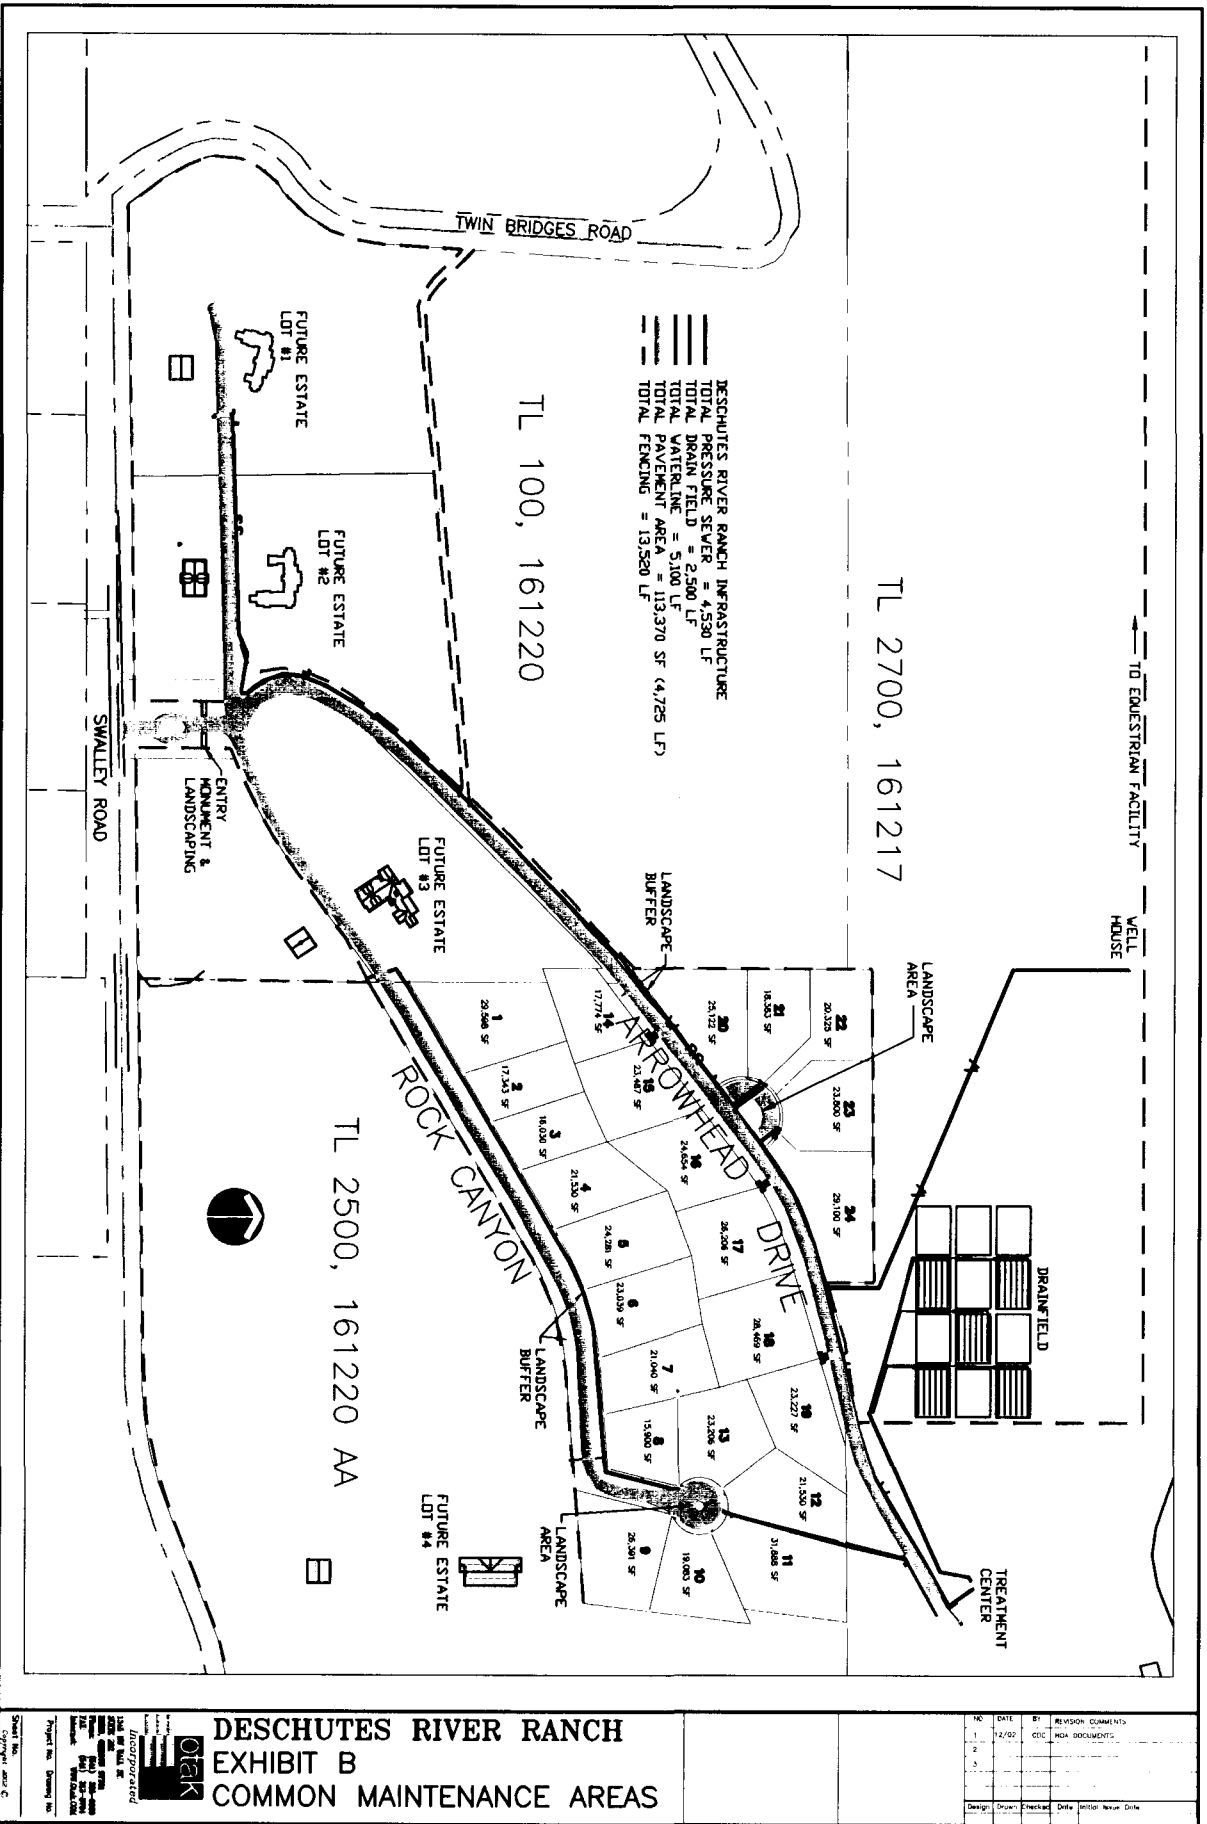 TWIN BRIDGES ROAD
DESCHUTES RIVER RANCH INFRASTRUCTURE
TOTAL PRESSURE SEWER = 4,530 LF
TOTAL DRAIN FIELD = 2,500 LF
TOTAL WATERLINE = 5,100 LF
TOTAL PAVEMENT AREA = 113,370 SF (4,725 LF)
TOTAL FENCING = 13,520 LF
TL 100, 161220
TL 2700, 161217
TO EQUESTRIAN FACILITY
WELL
HOUSE
FUTURE ESTATE
LOT #1
FUTURE ESTATE
LOT #2
FUTURE ESTATE
LOT #3
SWALLEY ROAD
ENTRY
MONUMENT &
LANDSCAPING
LANDSCAPE
BUFFER
LANDSCAPE
AREA
ARROWHEAD DRIVE
ROCK CANYON
TL 2500, 161220 AA
1
29,598 SF
2
17,343 SF
3
18,030 SF
4
21,530 SF
5
24,281 SF
6
23,039 SF
7
21,040 SF
8
15,900 SF
9
26,391 SF
10
19,083 SF
11
31,888 SF
12
21,530 SF
13
23,206 SF
14
17,774 SF
15
23,487 SF
16
24,654 SF
17
26,206 SF
18
28,469 SF
19
23,227 SF
20
25,122 SF
21
18,383 SF
22
20,325 SF
23
23,800 SF
24
29,100 SF
DRAINFIELD
LANDSCAPE
BUFFER
LANDSCAPE
AREA
FUTURE ESTATE
LOT #4
TREATMENT
CENTER
DESCHUTES RIVER RANCH
EXHIBIT B
COMMON MAINTENANCE AREAS
otak
Incorporated
Project No. Drawing No.
Sheet No.
NO DATE BY REVISION COMMENTS
1 12/02 CDC HOA DOCUMENTS
2
3
Design Drawn Checked Date Initial Issue Date